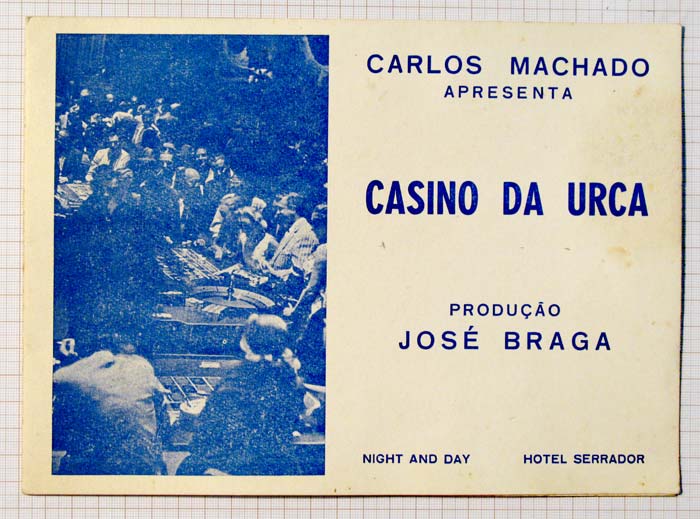 CARLOS MACHADO
APRESENTA
CASINO DA URCA
PRODUÇÃO
JOSÉ BRAGA
NIGHT AND DAY HOTEL SERRADOR